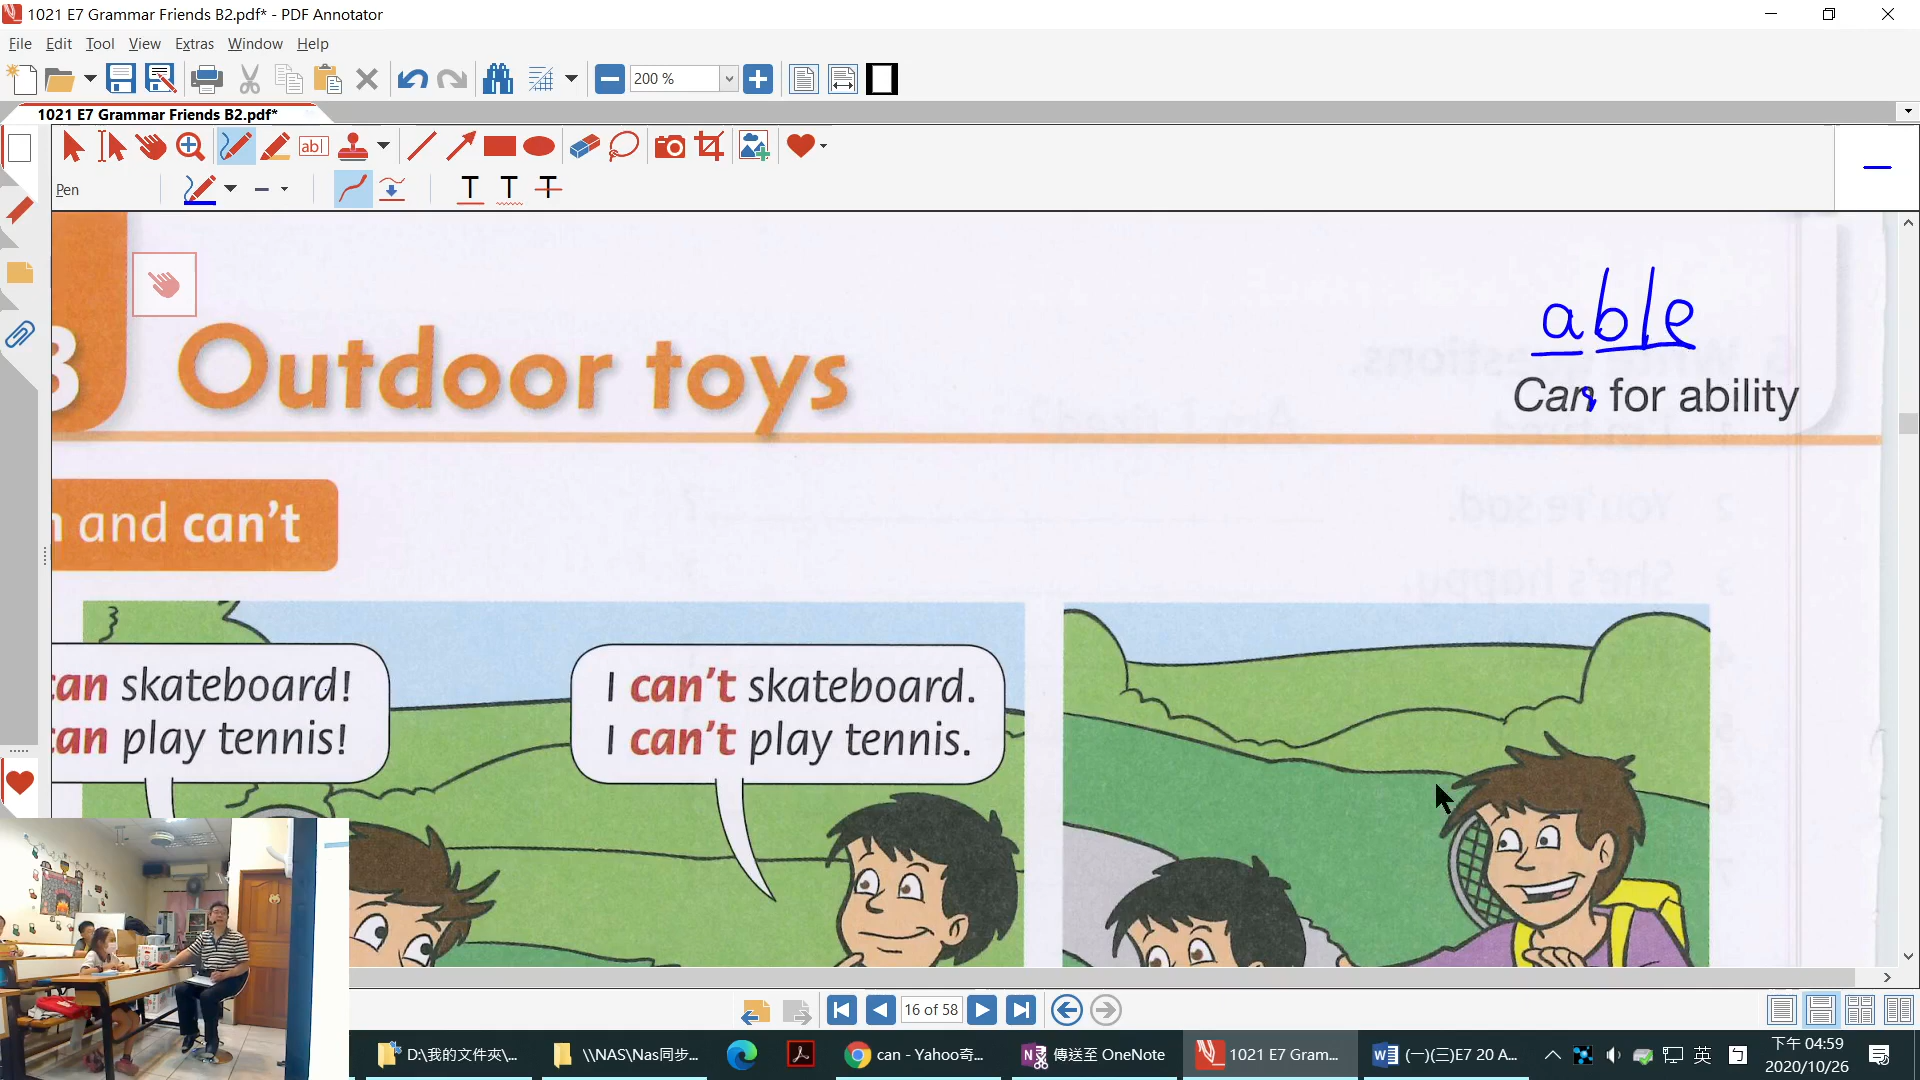 1021 E7 Grammar Friends B2.pdf* - PDF Annotator
File Edit Tool View Extras Window Help
200 %
1021 E7 Grammar Friends B2.pdf*
ab
Pen
T T T
able
3 Outdoor toys
Can for ability
and can't
can skateboard!
can play tennis!
I can't skateboard.
I can't play tennis.
16 of 58
D:\我的文件夾\...
\\NAS\Nas同步...
can - Yahoo奇...
傳送至 OneNote
1021 E7 Gram...
(一)(三)E7 20 A...
英
ㄅ
下午 04:59
2020/10/26